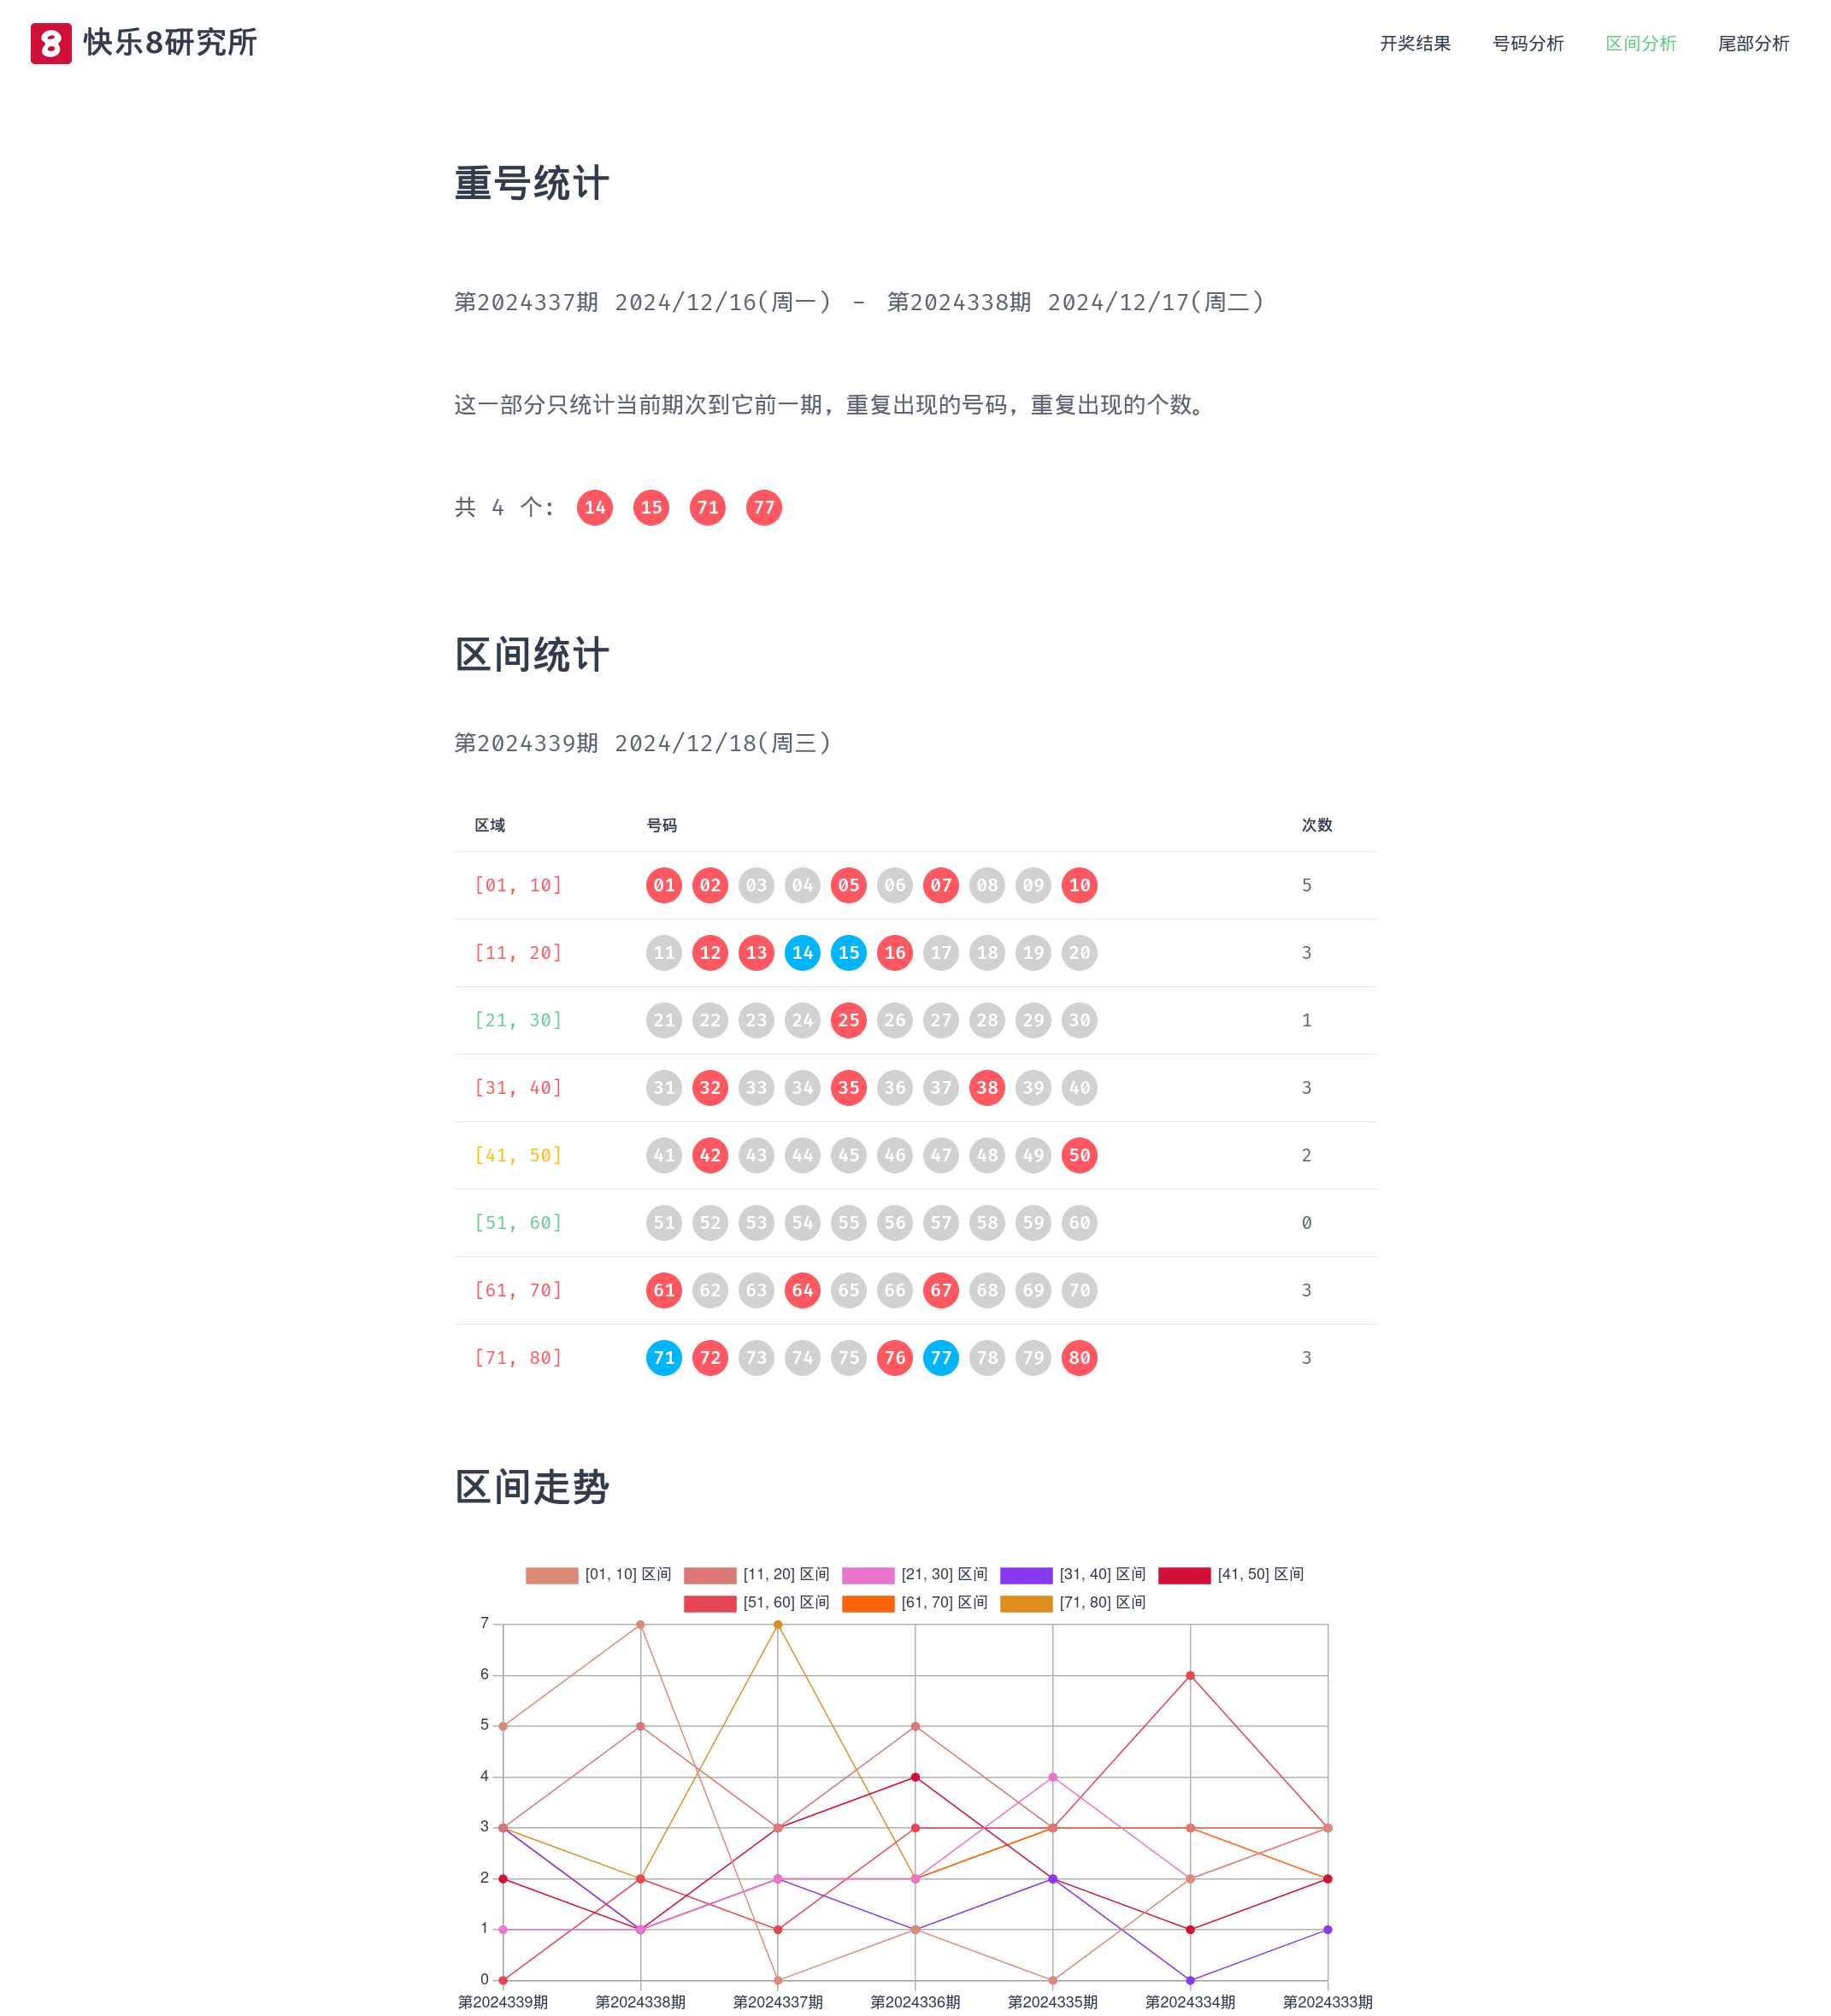 8 快乐8研究所 开奖结果 号码分析 区间分析 尾部分析
重号统计
第2024337期 2024/12/16(周一) - 第2024338期 2024/12/17(周二)
这一部分只统计当前期次到它前一期，重复出现的号码，重复出现的个数。
共 4 个: 14 15 71 77
区间统计
第2024339期 2024/12/18(周三)
区域 号码 次数
[01, 10] 01 02 03 04 05 06 07 08 09 10 5
[11, 20] 11 12 13 14 15 16 17 18 19 20 3
[21, 30] 21 22 23 24 25 26 27 28 29 30 1
[31, 40] 31 32 33 34 35 36 37 38 39 40 3
[41, 50] 41 42 43 44 45 46 47 48 49 50 2
[51, 60] 51 52 53 54 55 56 57 58 59 60 0
[61, 70] 61 62 63 64 65 66 67 68 69 70 3
[71, 80] 71 72 73 74 75 76 77 78 79 80 3
区间走势
[01, 10] 区间 [11, 20] 区间 [21, 30] 区间 [31, 40] 区间 [41, 50] 区间
[51, 60] 区间 [61, 70] 区间 [71, 80] 区间
7
6
5
4
3
2
1
0
第2024339期 第2024338期 第2024337期 第2024336期 第2024335期 第2024334期 第2024333期